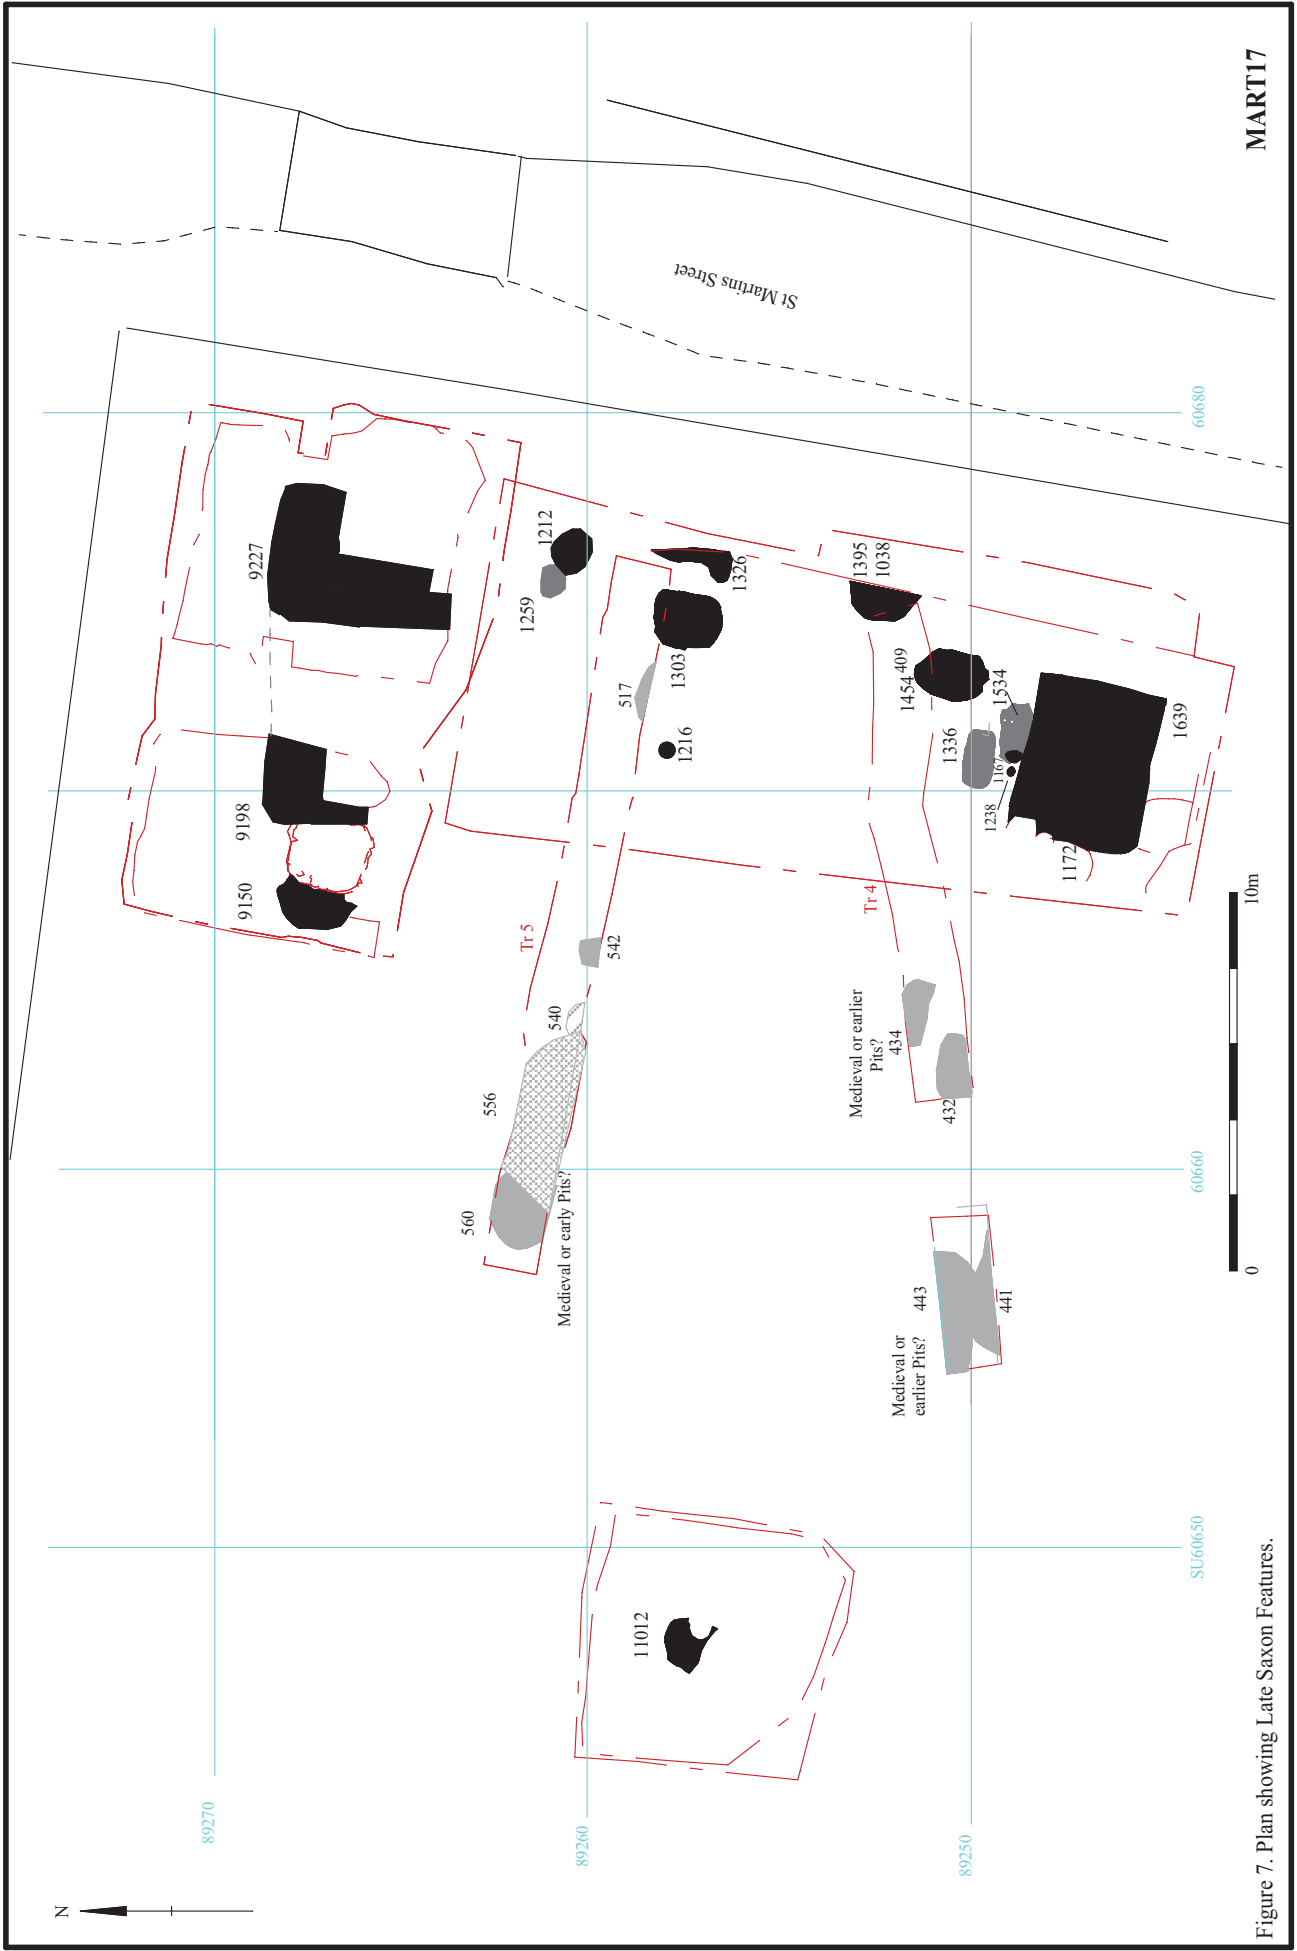 N
89270
89260
89250
SU60650
60660
60680
St Martins Street
9227
9198
9150
1212
1259
1326
1303
517
1216
1395
1038
409
1454
1534
1336
1167
1238
1639
1172
Tr 5
Tr 4
542
540
556
560
Medieval or early Pits?
Medieval or earlier
Pits?
434
432
443
441
Medieval or
earlier Pits?
11012
0
10m
MART17
Figure 7. Plan showing Late Saxon Features.